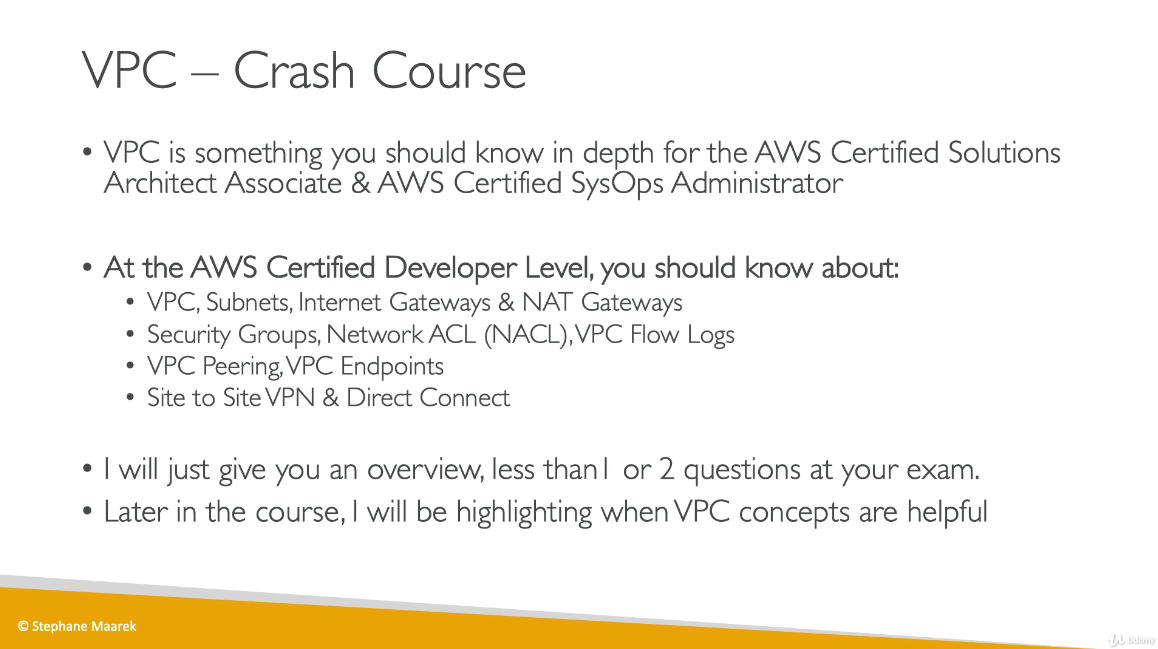 VPC – Crash Course
• VPC is something you should know in depth for the AWS Certified Solutions
Architect Associate & AWS Certified SysOps Administrator
• At the AWS Certified Developer Level, you should know about:
• VPC, Subnets, Internet Gateways & NAT Gateways
• Security Groups, Network ACL (NACL), VPC Flow Logs
• VPC Peering, VPC Endpoints
• Site to Site VPN & Direct Connect
• I will just give you an overview, less than1 or 2 questions at your exam.
• Later in the course, I will be highlighting when VPC concepts are helpful
© Stephane Maarek
Udemy